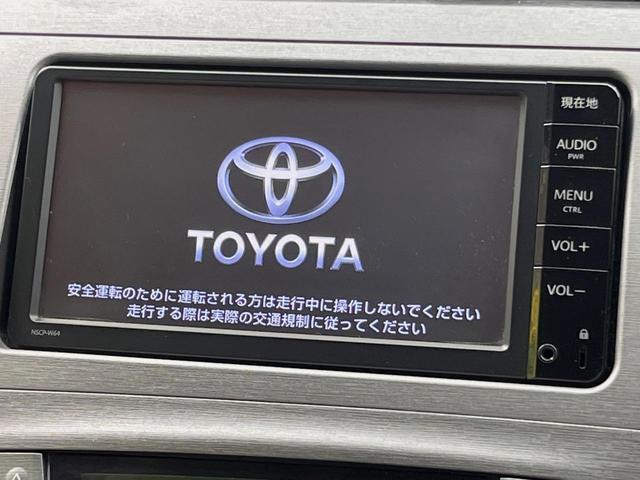 現在地
AUDIO
PWR
MENU
CTRL
VOL+
VOL-
TOYOTA
安全運転のために運転される方は走行中に操作しないでください
走行する際は実際の交通規制に従ってください
NSCP-W64